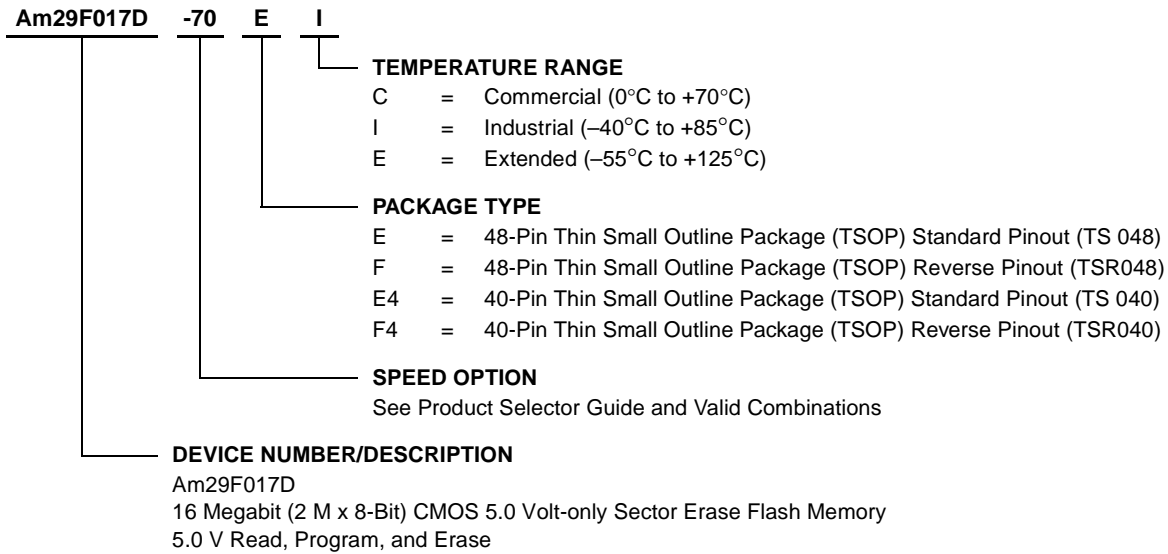 Am29F017D -70 E I
TEMPERATURE RANGE
C = Commercial (0°C to +70°C)
I = Industrial (–40°C to +85°C)
E = Extended (–55°C to +125°C)
PACKAGE TYPE
E = 48-Pin Thin Small Outline Package (TSOP) Standard Pinout (TS 048)
F = 48-Pin Thin Small Outline Package (TSOP) Reverse Pinout (TSR048)
E4 = 40-Pin Thin Small Outline Package (TSOP) Standard Pinout (TS 040)
F4 = 40-Pin Thin Small Outline Package (TSOP) Reverse Pinout (TSR040)
SPEED OPTION
See Product Selector Guide and Valid Combinations
DEVICE NUMBER/DESCRIPTION
Am29F017D
16 Megabit (2 M x 8-Bit) CMOS 5.0 Volt-only Sector Erase Flash Memory
5.0 V Read, Program, and Erase